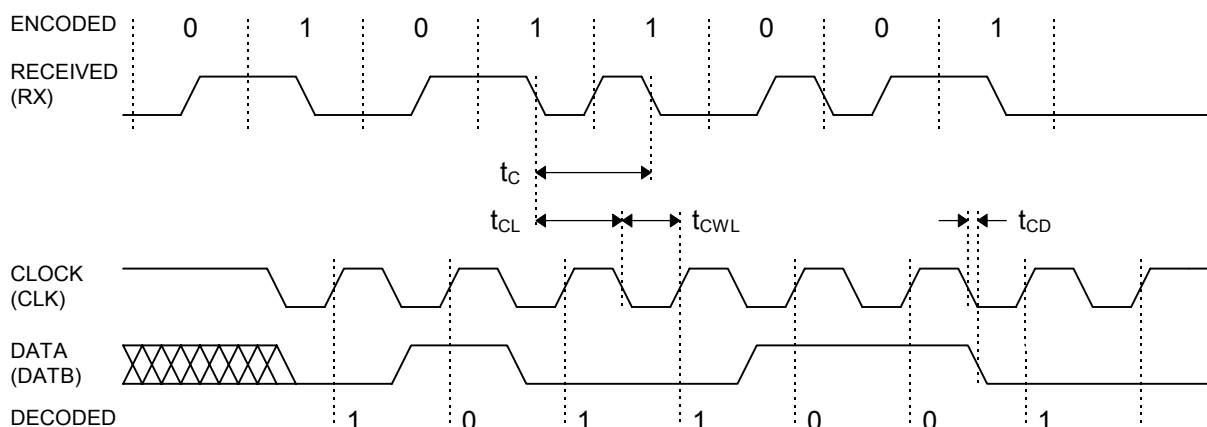 ENCODED 0 1 0 1 1 0 0 1
RECEIVED
(RX)
tC
tCL tCWL tCD
CLOCK
(CLK)
DATA
(DATB)
DECODED 1 0 1 1 0 0 1